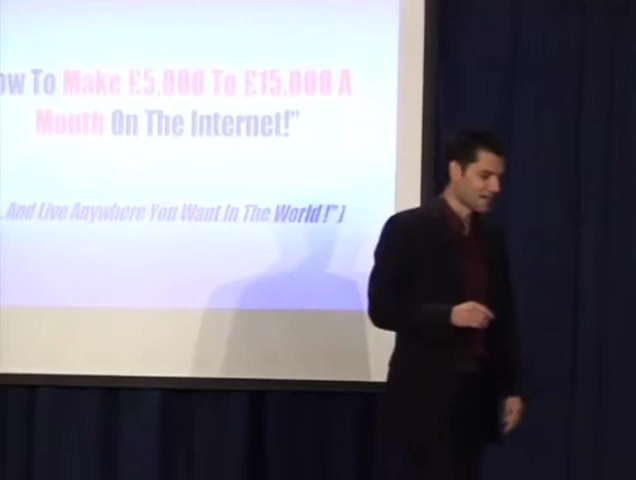 ow To Make £5,000 To £15,000 A
Month On The Internet!”
.And Live Anywhere You Want In The World !”)